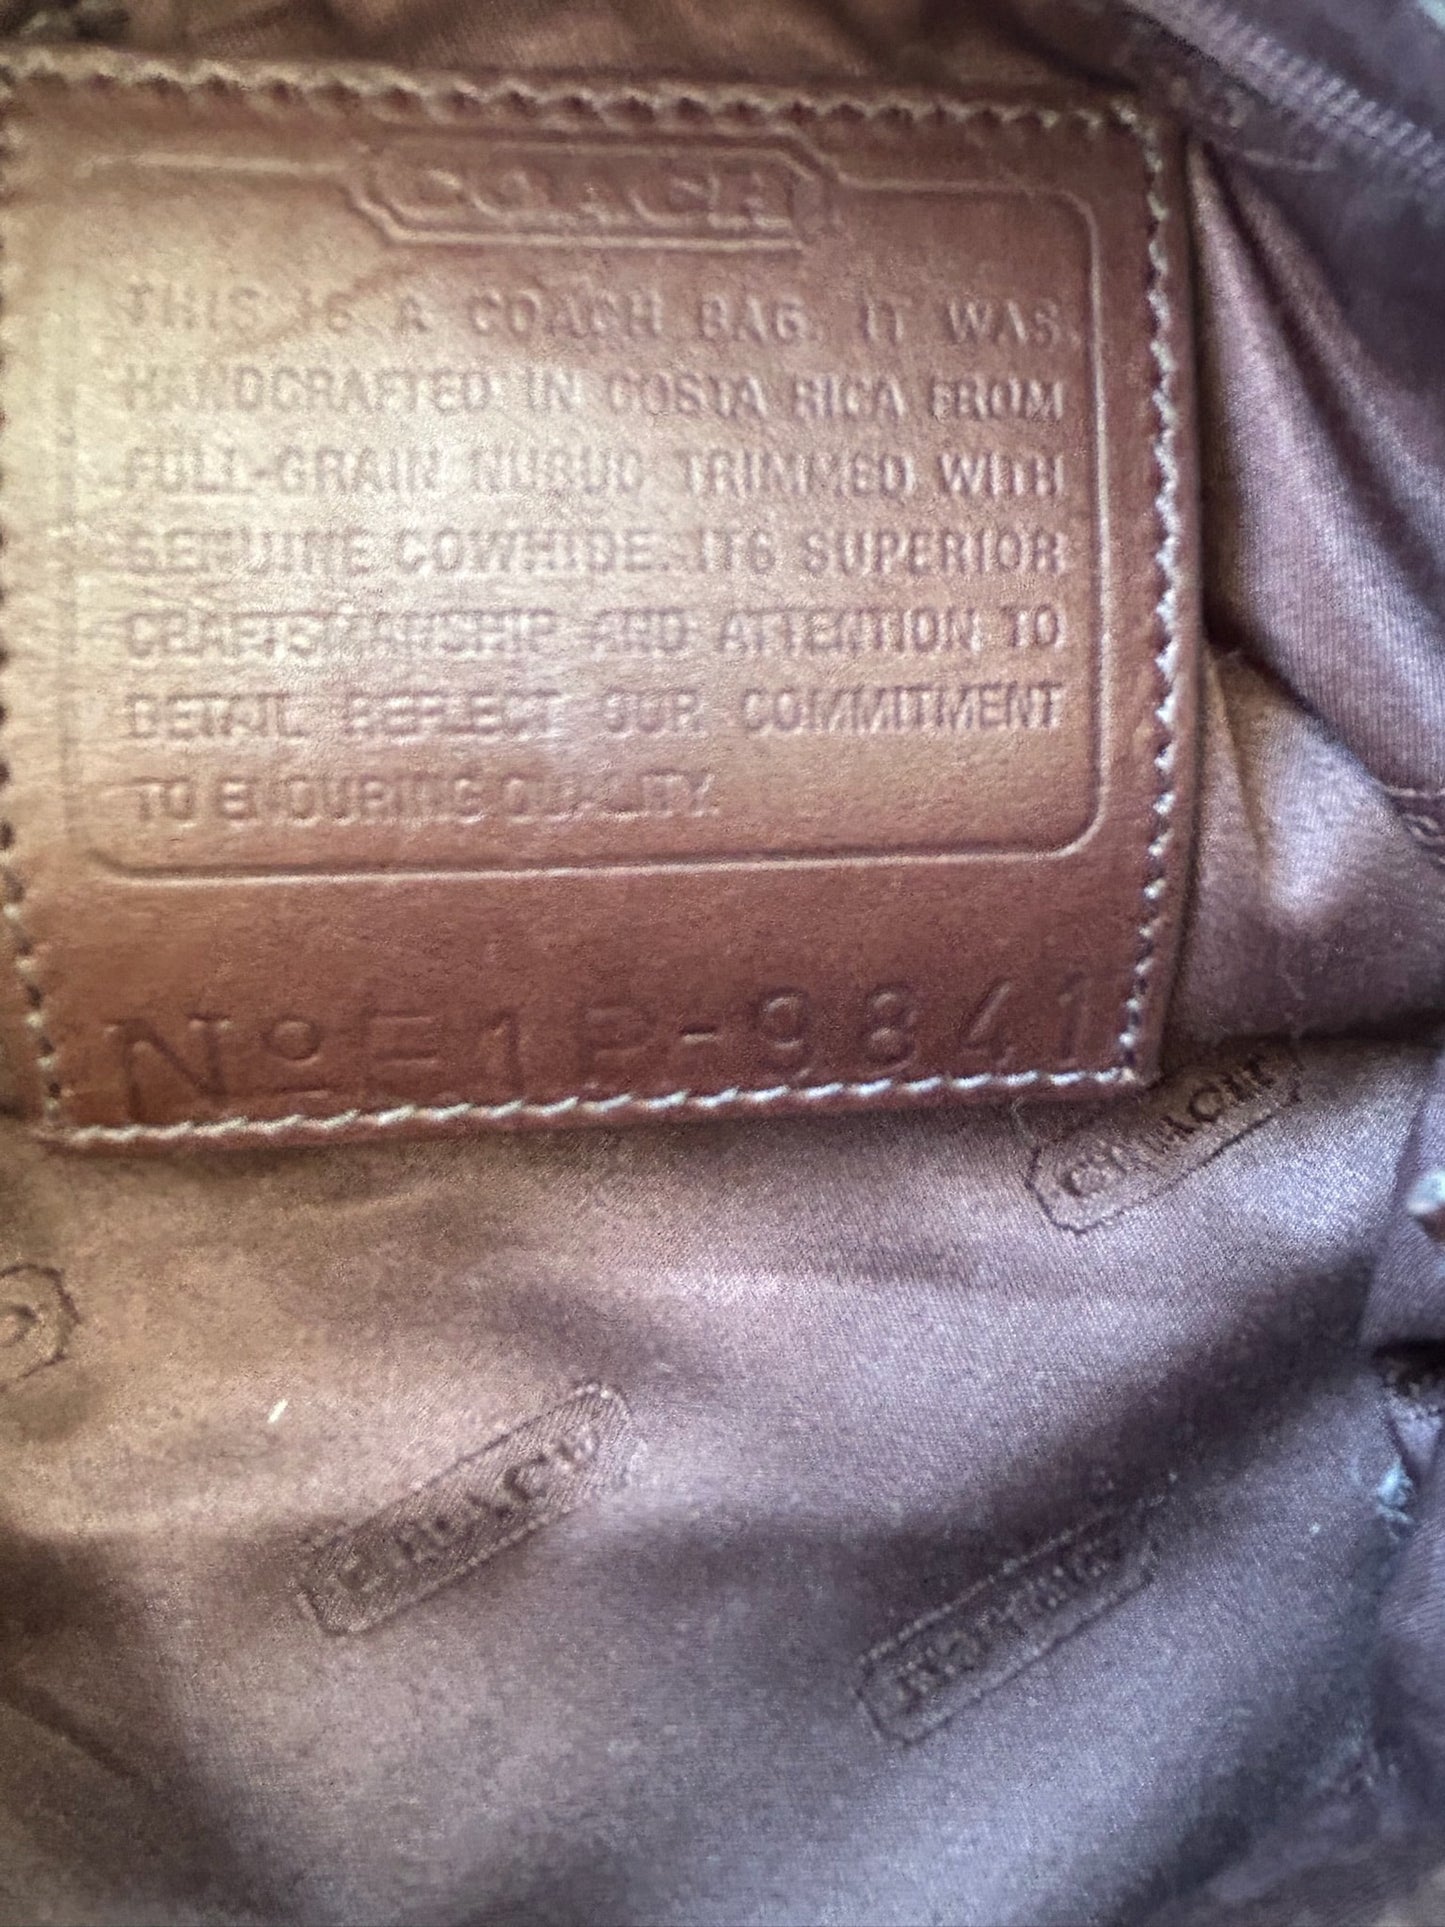 COACH
THIS IS A COACH BAG. IT WAS
HANDCRAFTED IN COSTA RICA FROM
FULL-GRAIN NUBUC TRIMMED WITH
GENUINE COWHIDE. ITS SUPERIOR
CRAFTSMANSHIP AND ATTENTION TO
DETAIL REFLECT OUR COMMITMENT
TO ENDURING QUALITY.
Nº E1P-9841
COACH
COACH
COACH